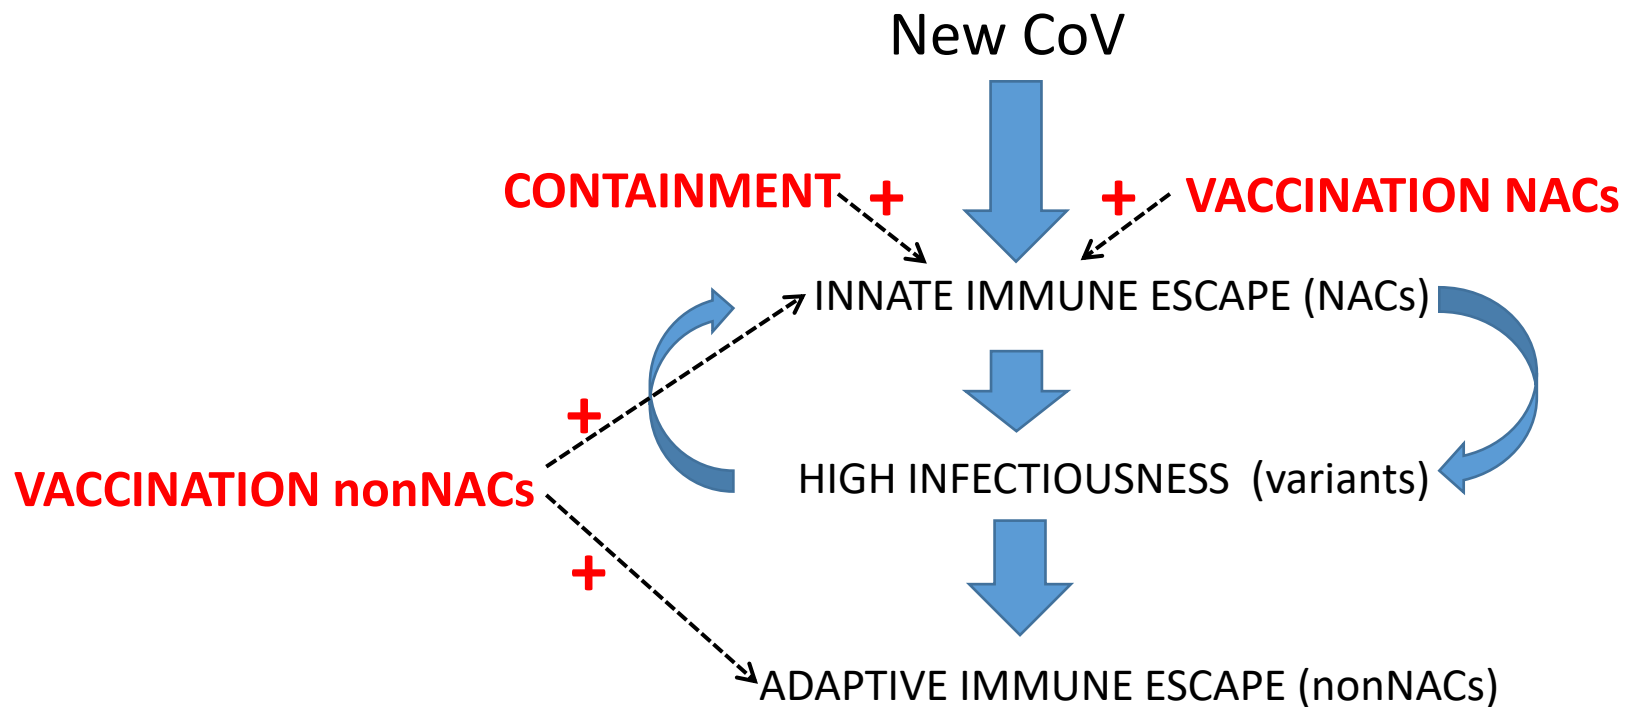 New CoV
CONTAINMENT + + VACCINATION NACs
INNATE IMMUNE ESCAPE (NACs)
+
VACCINATION nonNACs
HIGH INFECTIOUSNESS (variants)
+
ADAPTIVE IMMUNE ESCAPE (nonNACs)